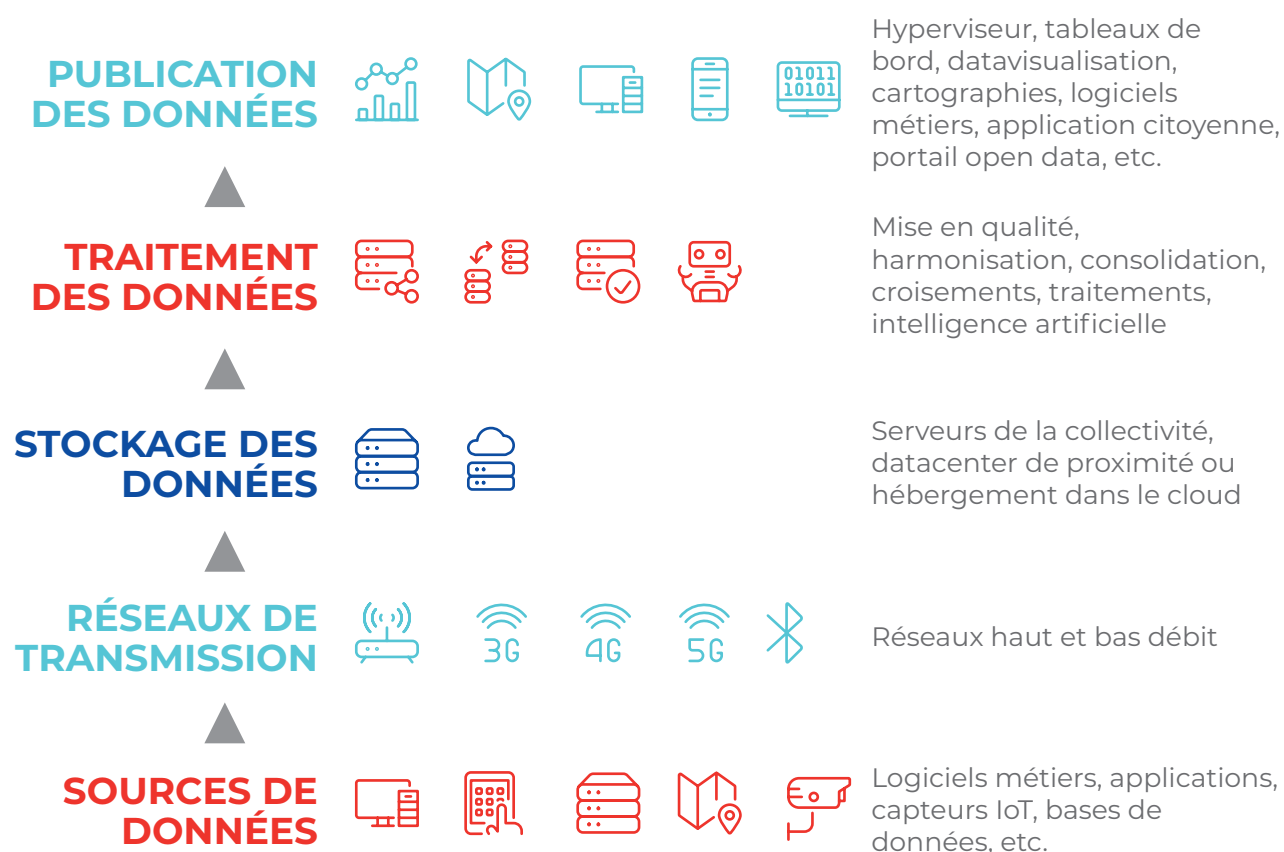 PUBLICATION
DES DONNÉES
01011
10101
Hyperviseur, tableaux de
bord, datavisualisation,
cartographies, logiciels
métiers, application citoyenne,
portail open data, etc.
TRAITEMENT
DES DONNÉES
Mise en qualité,
harmonisation, consolidation,
croisements, traitements,
intelligence artificielle
STOCKAGE DES
DONNÉES
Serveurs de la collectivité,
datacenter de proximité ou
hébergement dans le cloud
RÉSEAUX DE
TRANSMISSION
3G
4G
5G
Réseaux haut et bas débit
SOURCES DE
DONNÉES
Logiciels métiers, applications,
capteurs IoT, bases de
données, etc.